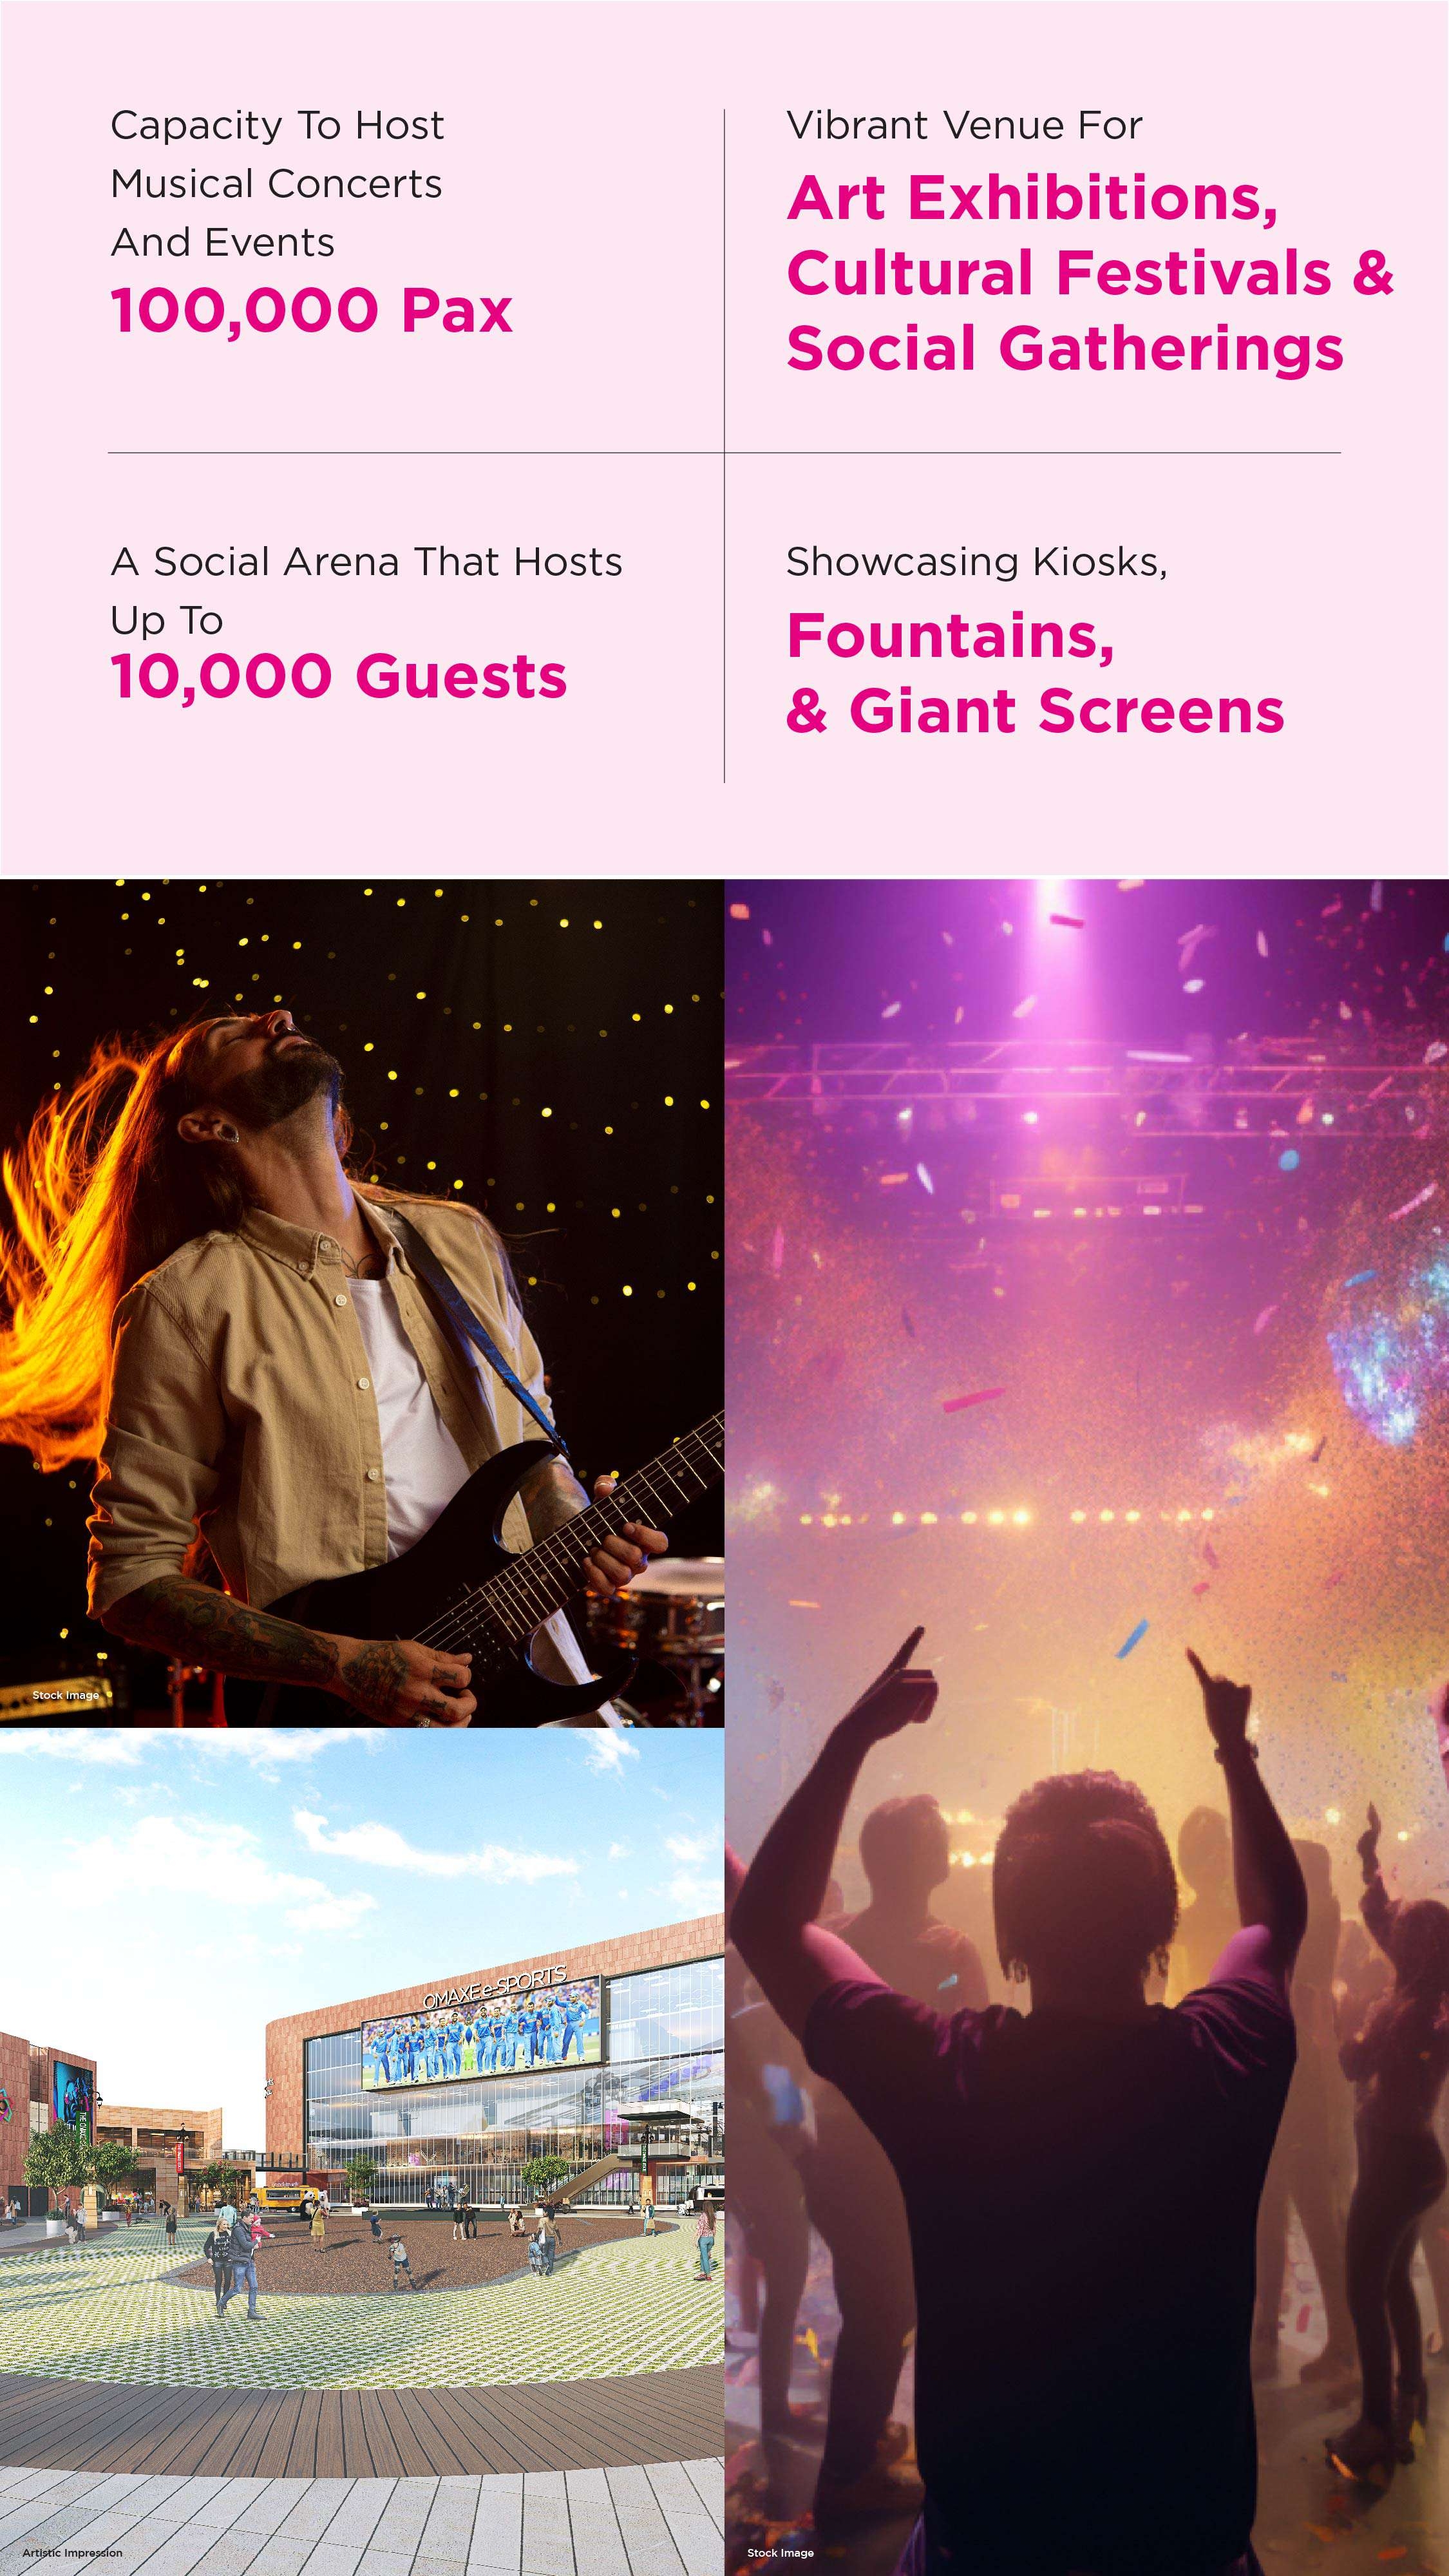 Capacity To Host
Musical Concerts
And Events
100,000 Pax
Vibrant Venue For
Art Exhibitions,
Cultural Festivals &
Social Gatherings
A Social Arena That Hosts
Up To
10,000 Guests
Showcasing Kiosks,
Fountains,
& Giant Screens
Stock Image
OMAXE e-SPORTS
Artistic Impression
Stock Image